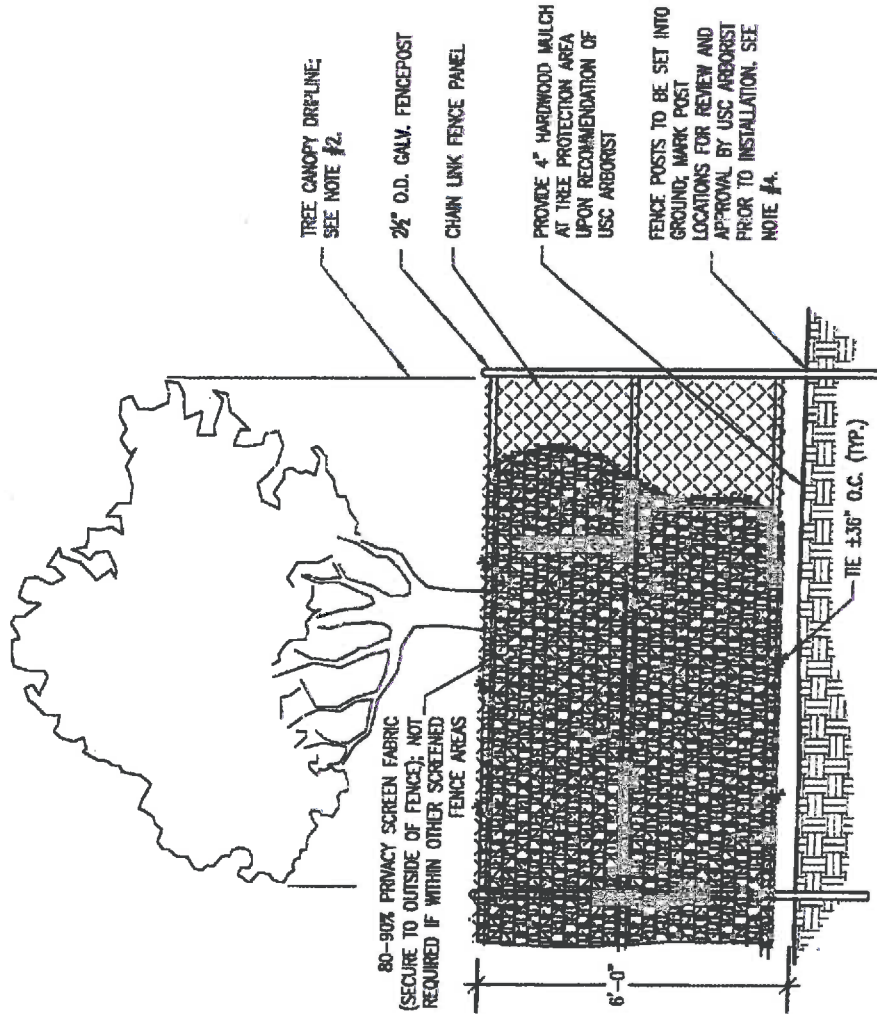 TREE CANOPY DRIPLINE;
SEE NOTE #2.
2½" O.D. GALV. FENCEPOST
CHAIN LINK FENCE PANEL
PROVIDE 4" HARDWOOD MULCH
AT TREE PROTECTION AREA
UPON RECOMMENDATION OF
USC ARBORIST
FENCE POSTS TO BE SET INTO
GROUND; MARK POST
LOCATIONS FOR REVIEW AND
APPROVAL BY USC ARBORIST
PRIOR TO INSTALLATION. SEE
NOTE #4.
80-90% PRIVACY SCREEN FABRIC
(SECURE TO OUTSIDE OF FENCE); NOT
REQUIRED IF WITHIN OTHER SCREENED
FENCE AREAS
6'-0"
TIE ±36" O.C. (TYP.)